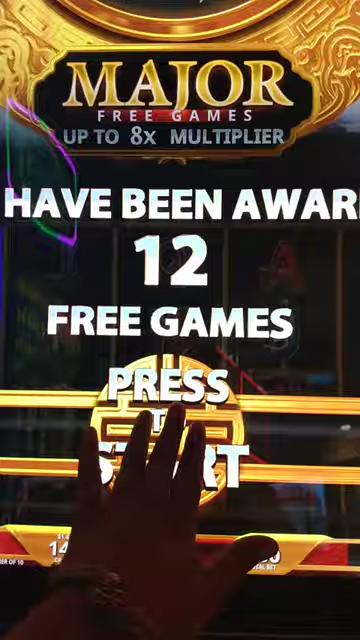 MAJOR
FREE GAMES
UP TO 8X MULTIPLIER
HAVE BEEN AWAR
12
FREE GAMES
PRESS